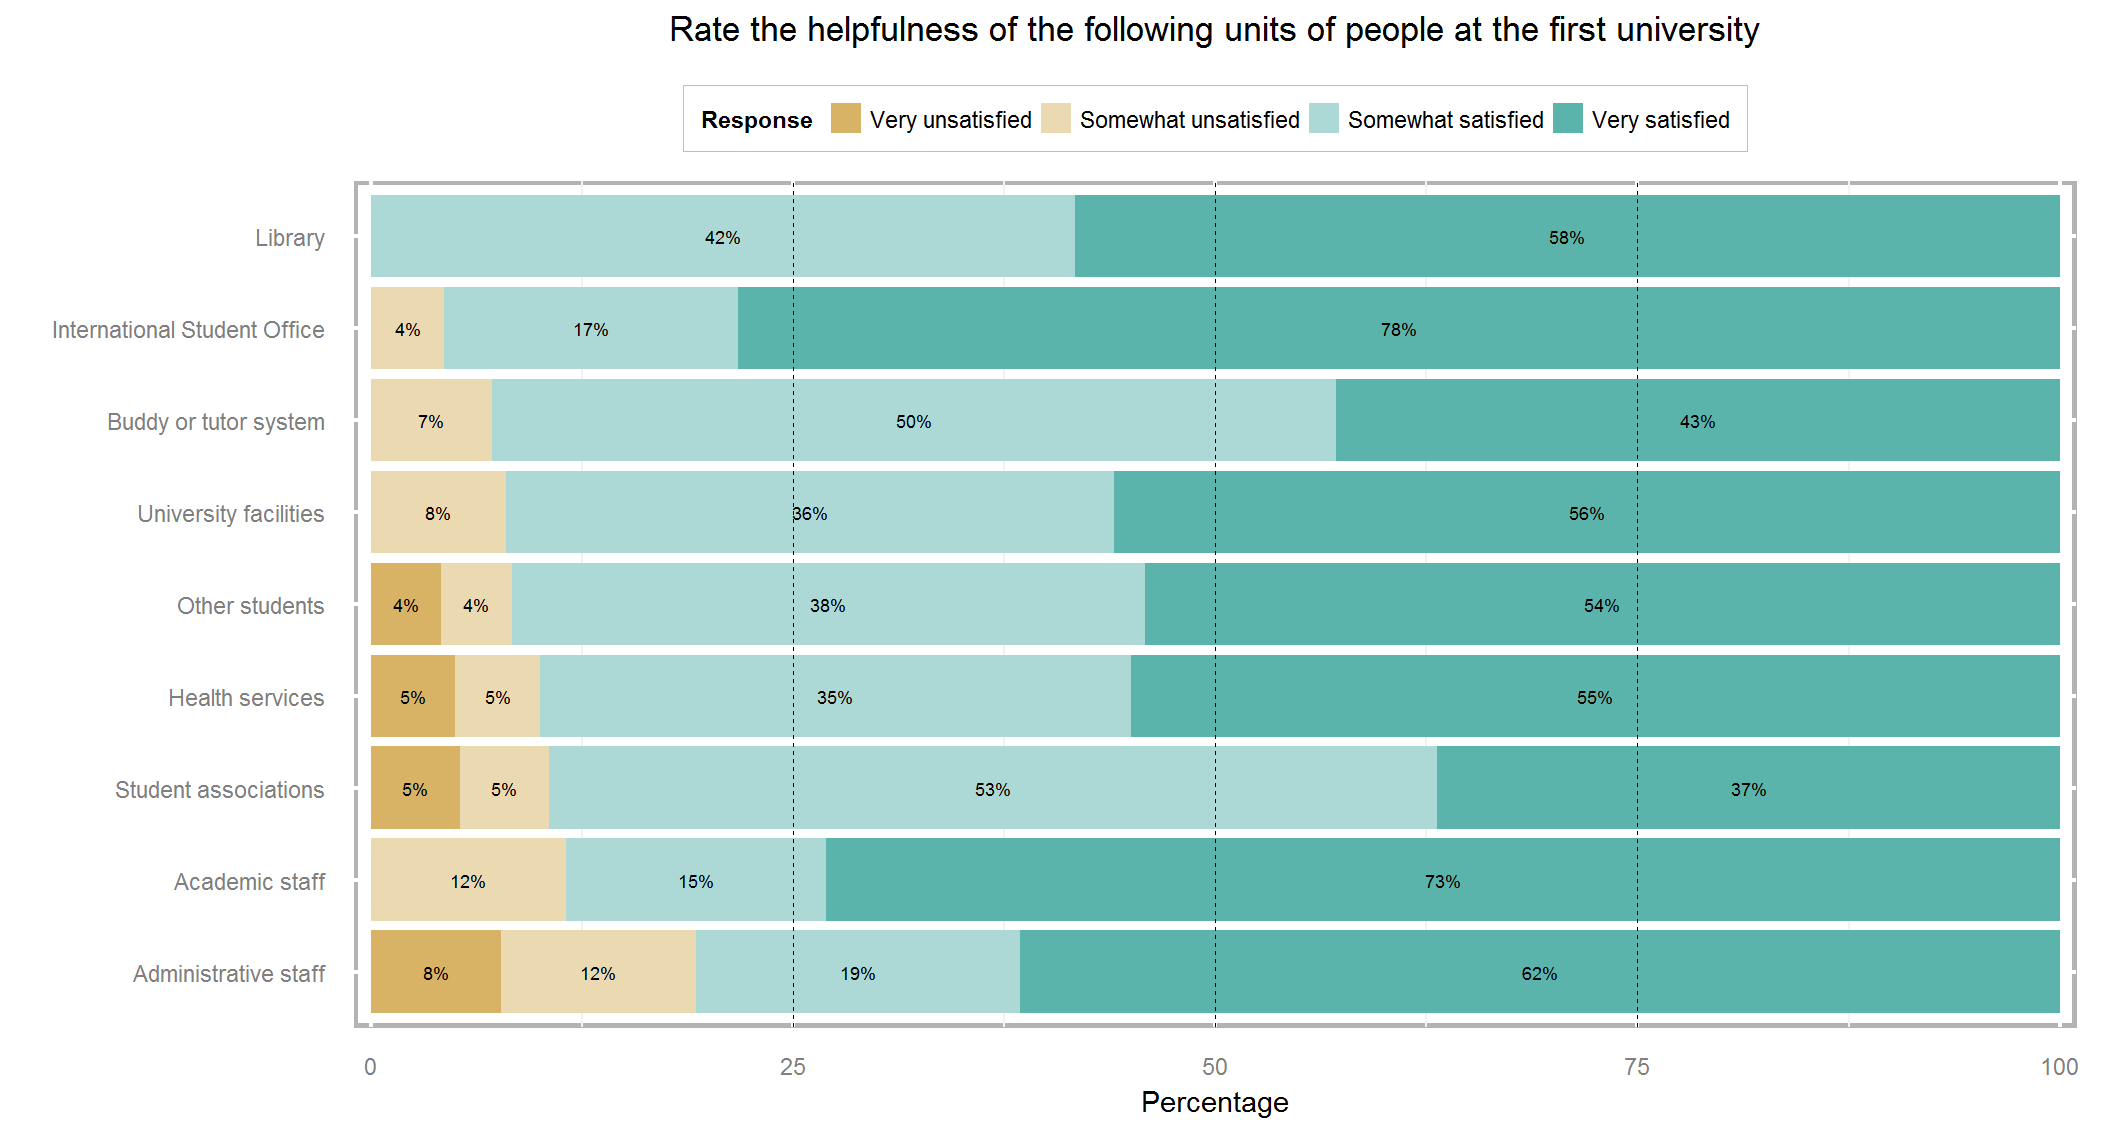 Rate the helpfulness of the following units of people at the first university
Response Very unsatisfied Somewhat unsatisfied Somewhat satisfied Very satisfied
Library 42% 58%
International Student Office 4% 17% 78%
Buddy or tutor system 7% 50% 43%
University facilities 8% 36% 56%
Other students 4% 4% 38% 54%
Health services 5% 5% 35% 55%
Student associations 5% 5% 53% 37%
Academic staff 12% 15% 73%
Administrative staff 8% 12% 19% 62%
0 25 50 75 100
Percentage